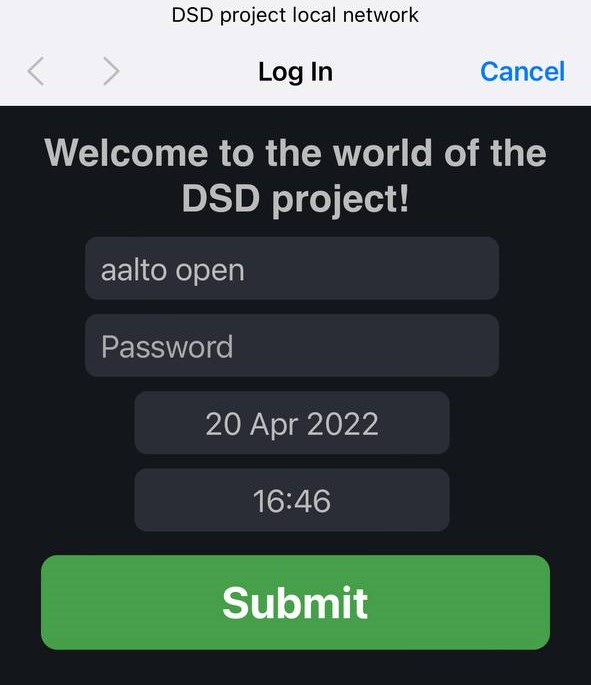 DSD project local network
Log In
Cancel
Welcome to the world of the
DSD project!
aalto open
Password
20 Apr 2022
16:46
Submit